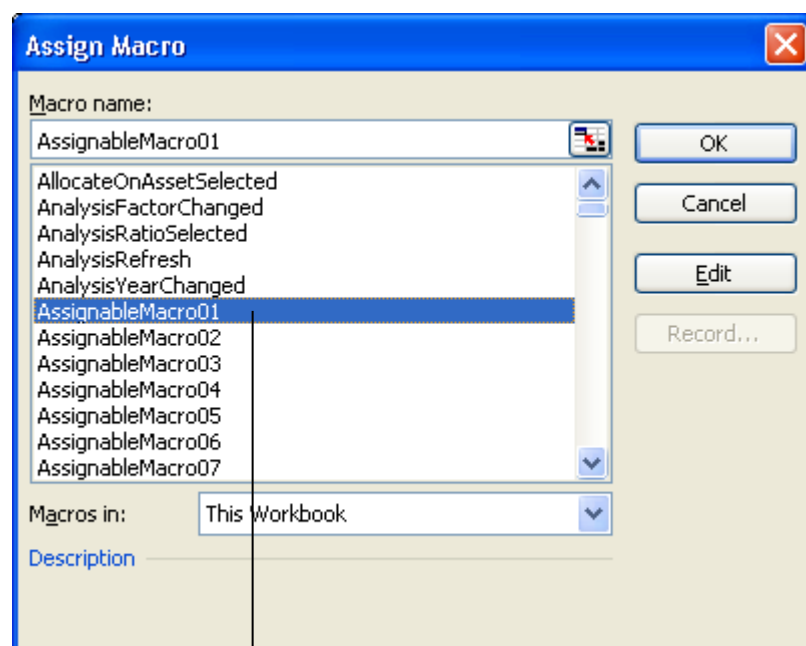 Assign Macro
Macro name:
AssignableMacro01
OK
AllocateOnAssetSelected
AnalysisFactorChanged
AnalysisRatioSelected
AnalysisRefresh
AnalysisYearChanged
AssignableMacro01
AssignableMacro02
AssignableMacro03
AssignableMacro04
AssignableMacro05
AssignableMacro06
AssignableMacro07
Cancel
Edit
Record...
Macros in:
This Workbook
Description